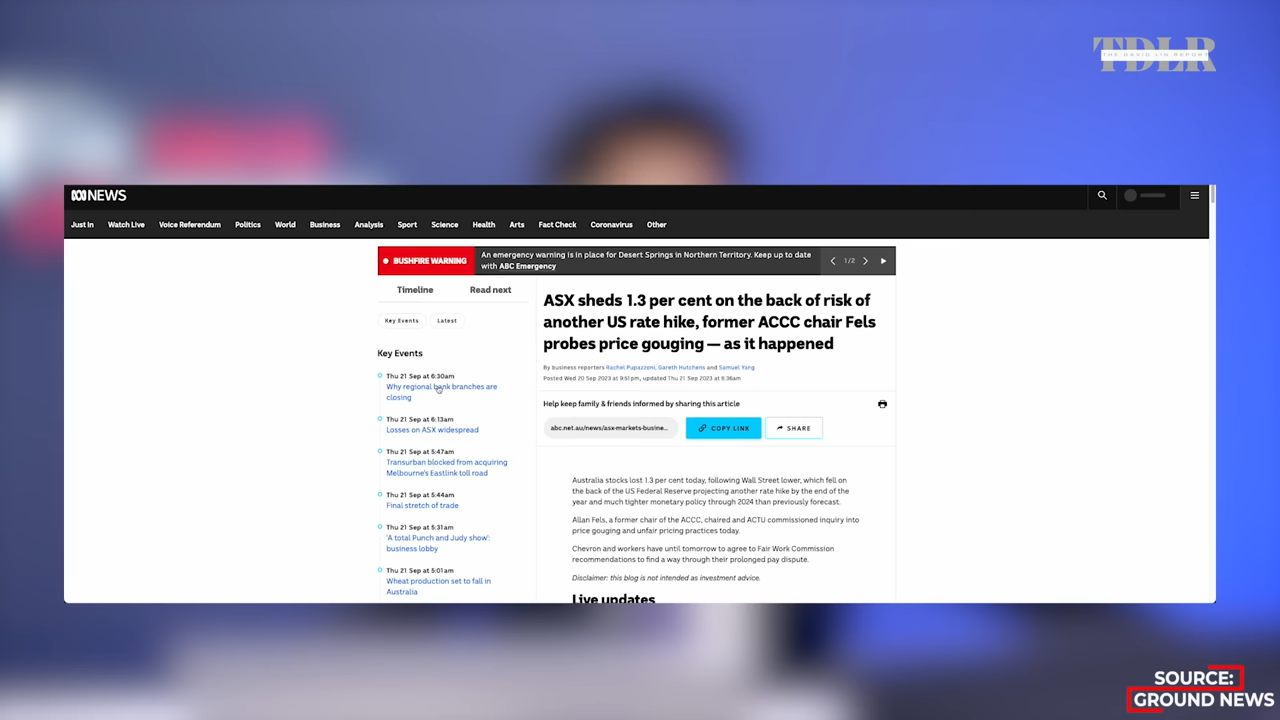 TDLR
THE DAVID LIN REPORT
NEWS
Just In Watch Live Voice Referendum Politics World Business Analysis Sport Science Health Arts Fact Check Coronavirus Other
BUSHFIRE WARNING
An emergency warning is in place for Desert Springs in Northern Territory. Keep up to date
with ABC Emergency
1/2
Timeline Read next
Key Events Latest
Key Events
Thu 21 Sep at 6:30am
Why regional bank branches are
closing
Thu 21 Sep at 6:13am
Losses on ASX widespread
Thu 21 Sep at 5:47am
Transurban blocked from acquiring
Melbourne's Eastlink toll road
Thu 21 Sep at 5:44am
Final stretch of trade
Thu 21 Sep at 5:31am
'A total Punch and Judy show':
business lobby
Thu 21 Sep at 5:01am
Wheat production set to fall in
Australia
ASX sheds 1.3 per cent on the back of risk of
another US rate hike, former ACCC chair Fels
probes price gouging — as it happened
By business reporters Rachel Pupazzoni, Gareth Hutchens and Samuel Yang
Posted Wed 20 Sep 2023 at 9:51pm, updated Thu 21 Sep 2023 at 6:36am
Help keep family & friends informed by sharing this article
abc.net.au/news/asx-markets-busine...
COPY LINK
SHARE
Australia stocks lost 1.3 per cent today, following Wall Street lower, which fell on
the back of the US Federal Reserve projecting another rate hike by the end of the
year and much tighter monetary policy through 2024 than previously forecast.
Allan Fels, a former chair of the ACCC, chaired and ACTU commissioned inquiry into
price gouging and unfair pricing practices today.
Chevron and workers have until tomorrow to agree to Fair Work Commission
recommendations to find a way through their prolonged pay dispute.
Disclaimer: this blog is not intended as investment advice.
Live updates
SOURCE:
GROUND NEWS